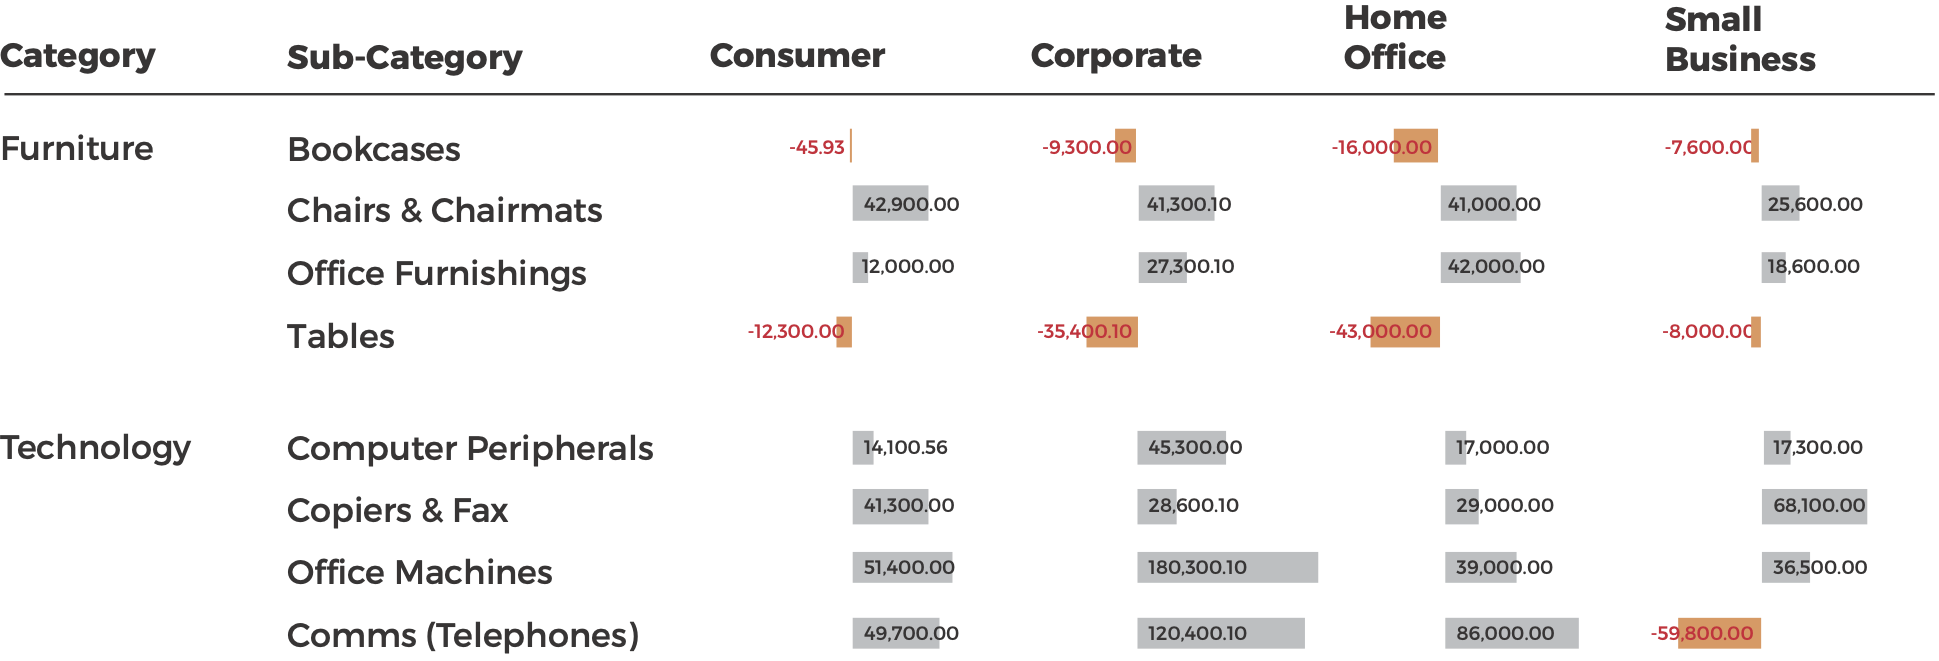 Category Sub-Category Consumer Corporate Home Office Small Business
Furniture Bookcases -45.93 -9,300.00 -16,000.00 -7,600.00
Chairs & Chairmats 42,900.00 41,300.10 41,000.00 25,600.00
Office Furnishings 12,000.00 27,300.10 42,000.00 18,600.00
Tables -12,300.00 -35,400.10 -43,000.00 -8,000.00
Technology Computer Peripherals 14,100.56 45,300.00 17,000.00 17,300.00
Copiers & Fax 41,300.00 28,600.10 29,000.00 68,100.00
Office Machines 51,400.00 180,300.10 39,000.00 36,500.00
Comms (Telephones) 49,700.00 120,400.10 86,000.00 -59,800.00